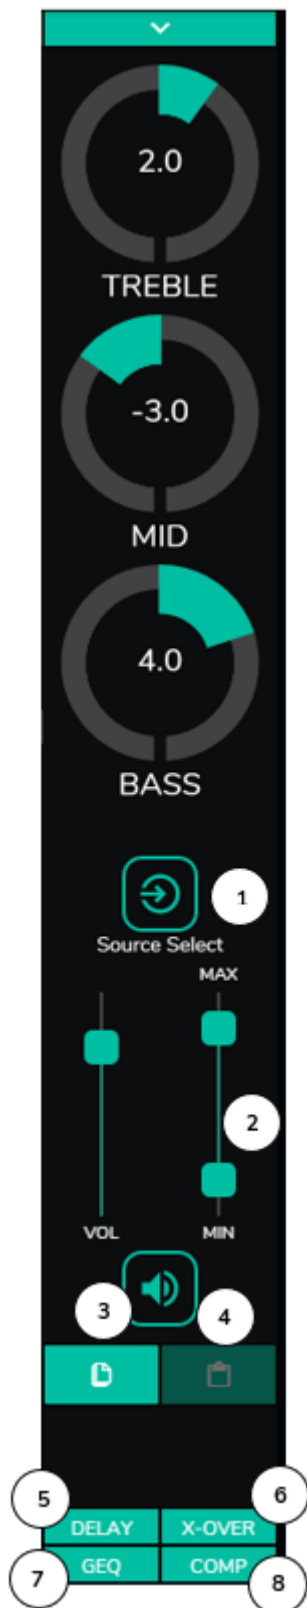 2.0
TREBLE
-3.0
MID
4.0
BASS
1
Source Select
MAX
2
VOL MIN
3 4
5 6
DELAY X-OVER
GEQ COMP
7 8